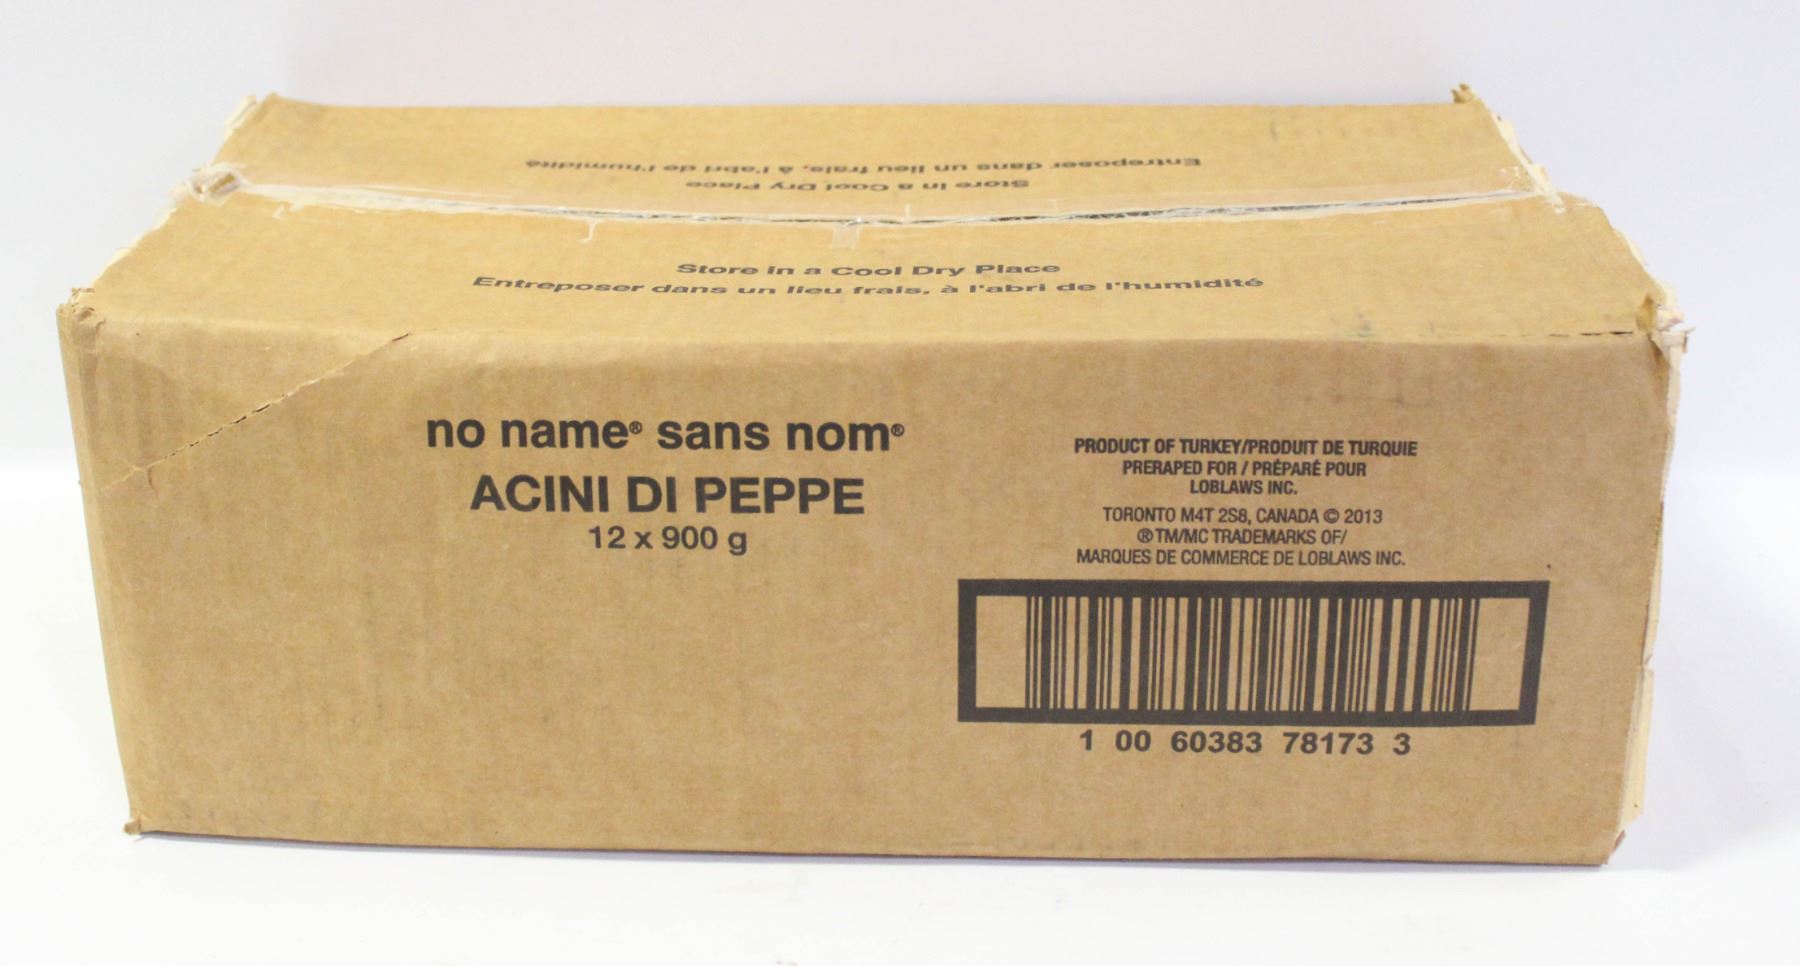 Entreposer dans un lieu frais, à l'abri de l'humidité
Store in a Cool Dry Place
Store in a Cool Dry Place
Entreposer dans un lieu frais, à l'abri de l'humidité
no name® sans nom®
ACINI DI PEPPE
12 x 900 g
PRODUCT OF TURKEY/PRODUIT DE TURQUIE
PRERAPED FOR / PRÉPARÉ POUR
LOBLAWS INC.
TORONTO M4T 2S8, CANADA © 2013
® TM/MC TRADEMARKS OF/
MARQUES DE COMMERCE DE LOBLAWS INC.
1 00 60383 78173 3